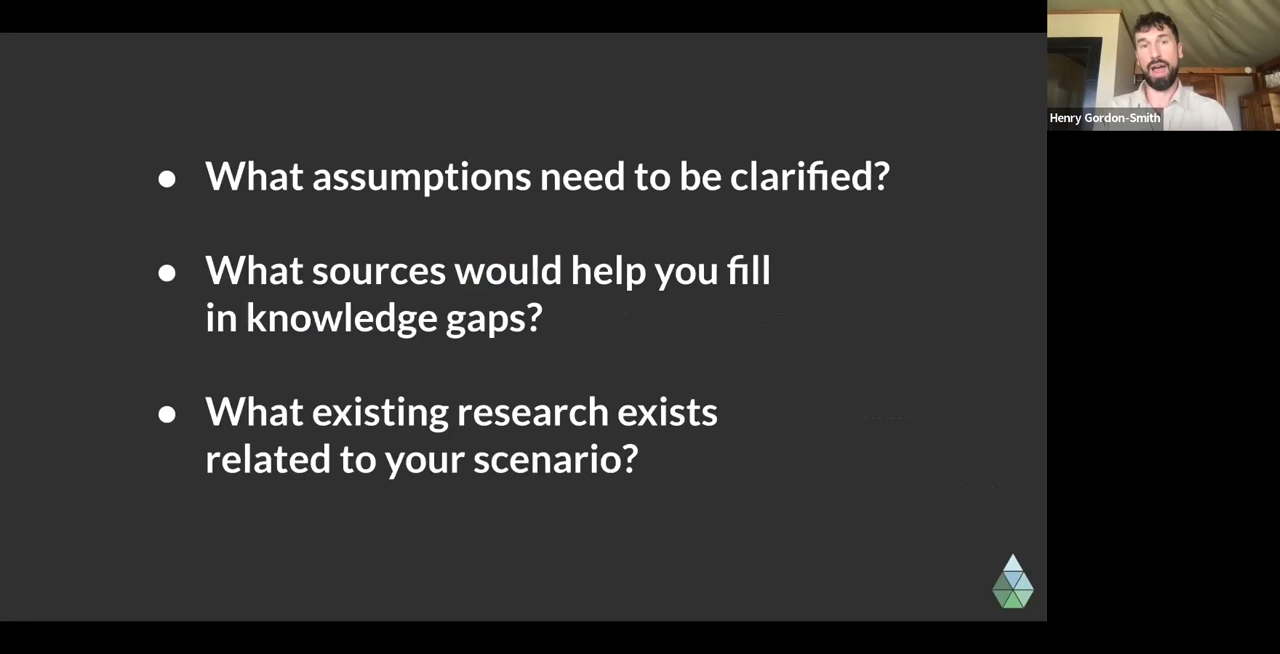 ● What assumptions need to be clarified?
● What sources would help you fill
in knowledge gaps?
● What existing research exists
related to your scenario?
Henry Gordon-Smith